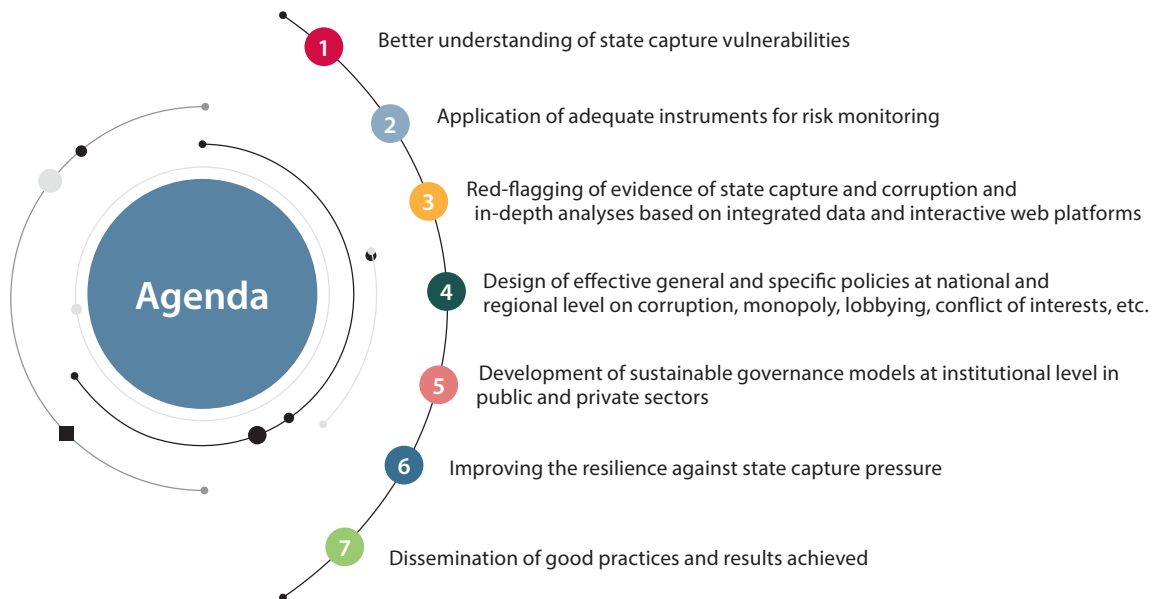 Agenda
1
Better understanding of state capture vulnerabilities
2
Application of adequate instruments for risk monitoring
3
Red-flagging of evidence of state capture and corruption and
in-depth analyses based on integrated data and interactive web platforms
4
Design of effective general and specific policies at national and
regional level on corruption, monopoly, lobbying, conflict of interests, etc.
5
Development of sustainable governance models at institutional level in
public and private sectors
6
Improving the resilience against state capture pressure
7
Dissemination of good practices and results achieved